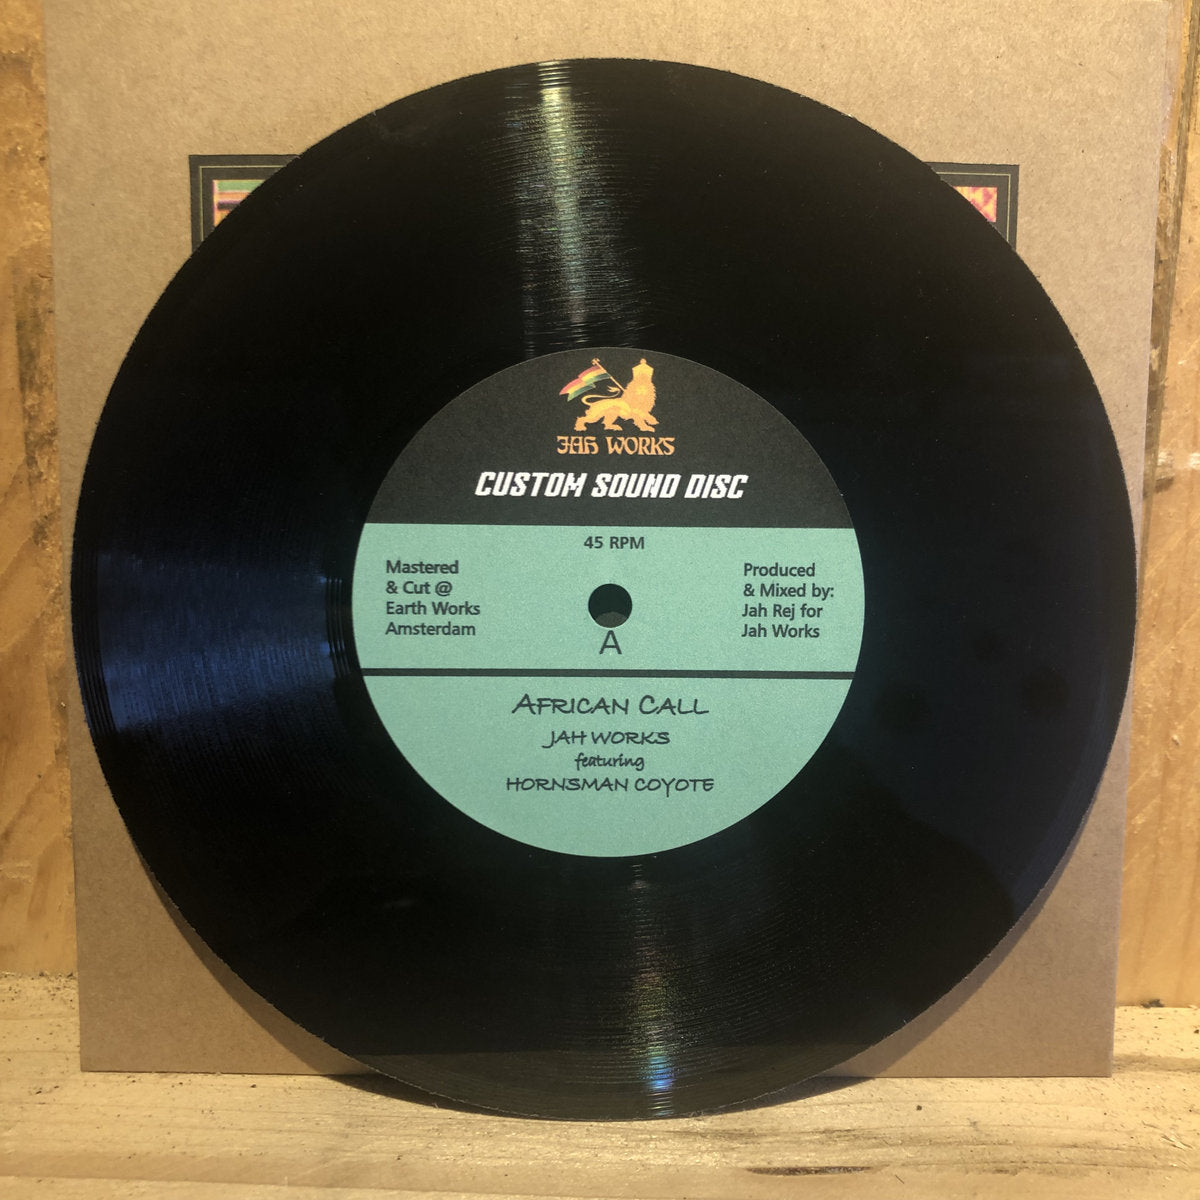 JAH WORKS
CUSTOM SOUND DISC
45 RPM
Mastered
& Cut @
Earth Works
Amsterdam
Produced
& Mixed by:
Jah Rej for
Jah Works
A
AFRICAN CALL
JAH WORKS
featuring
HORNSMAN COYOTE